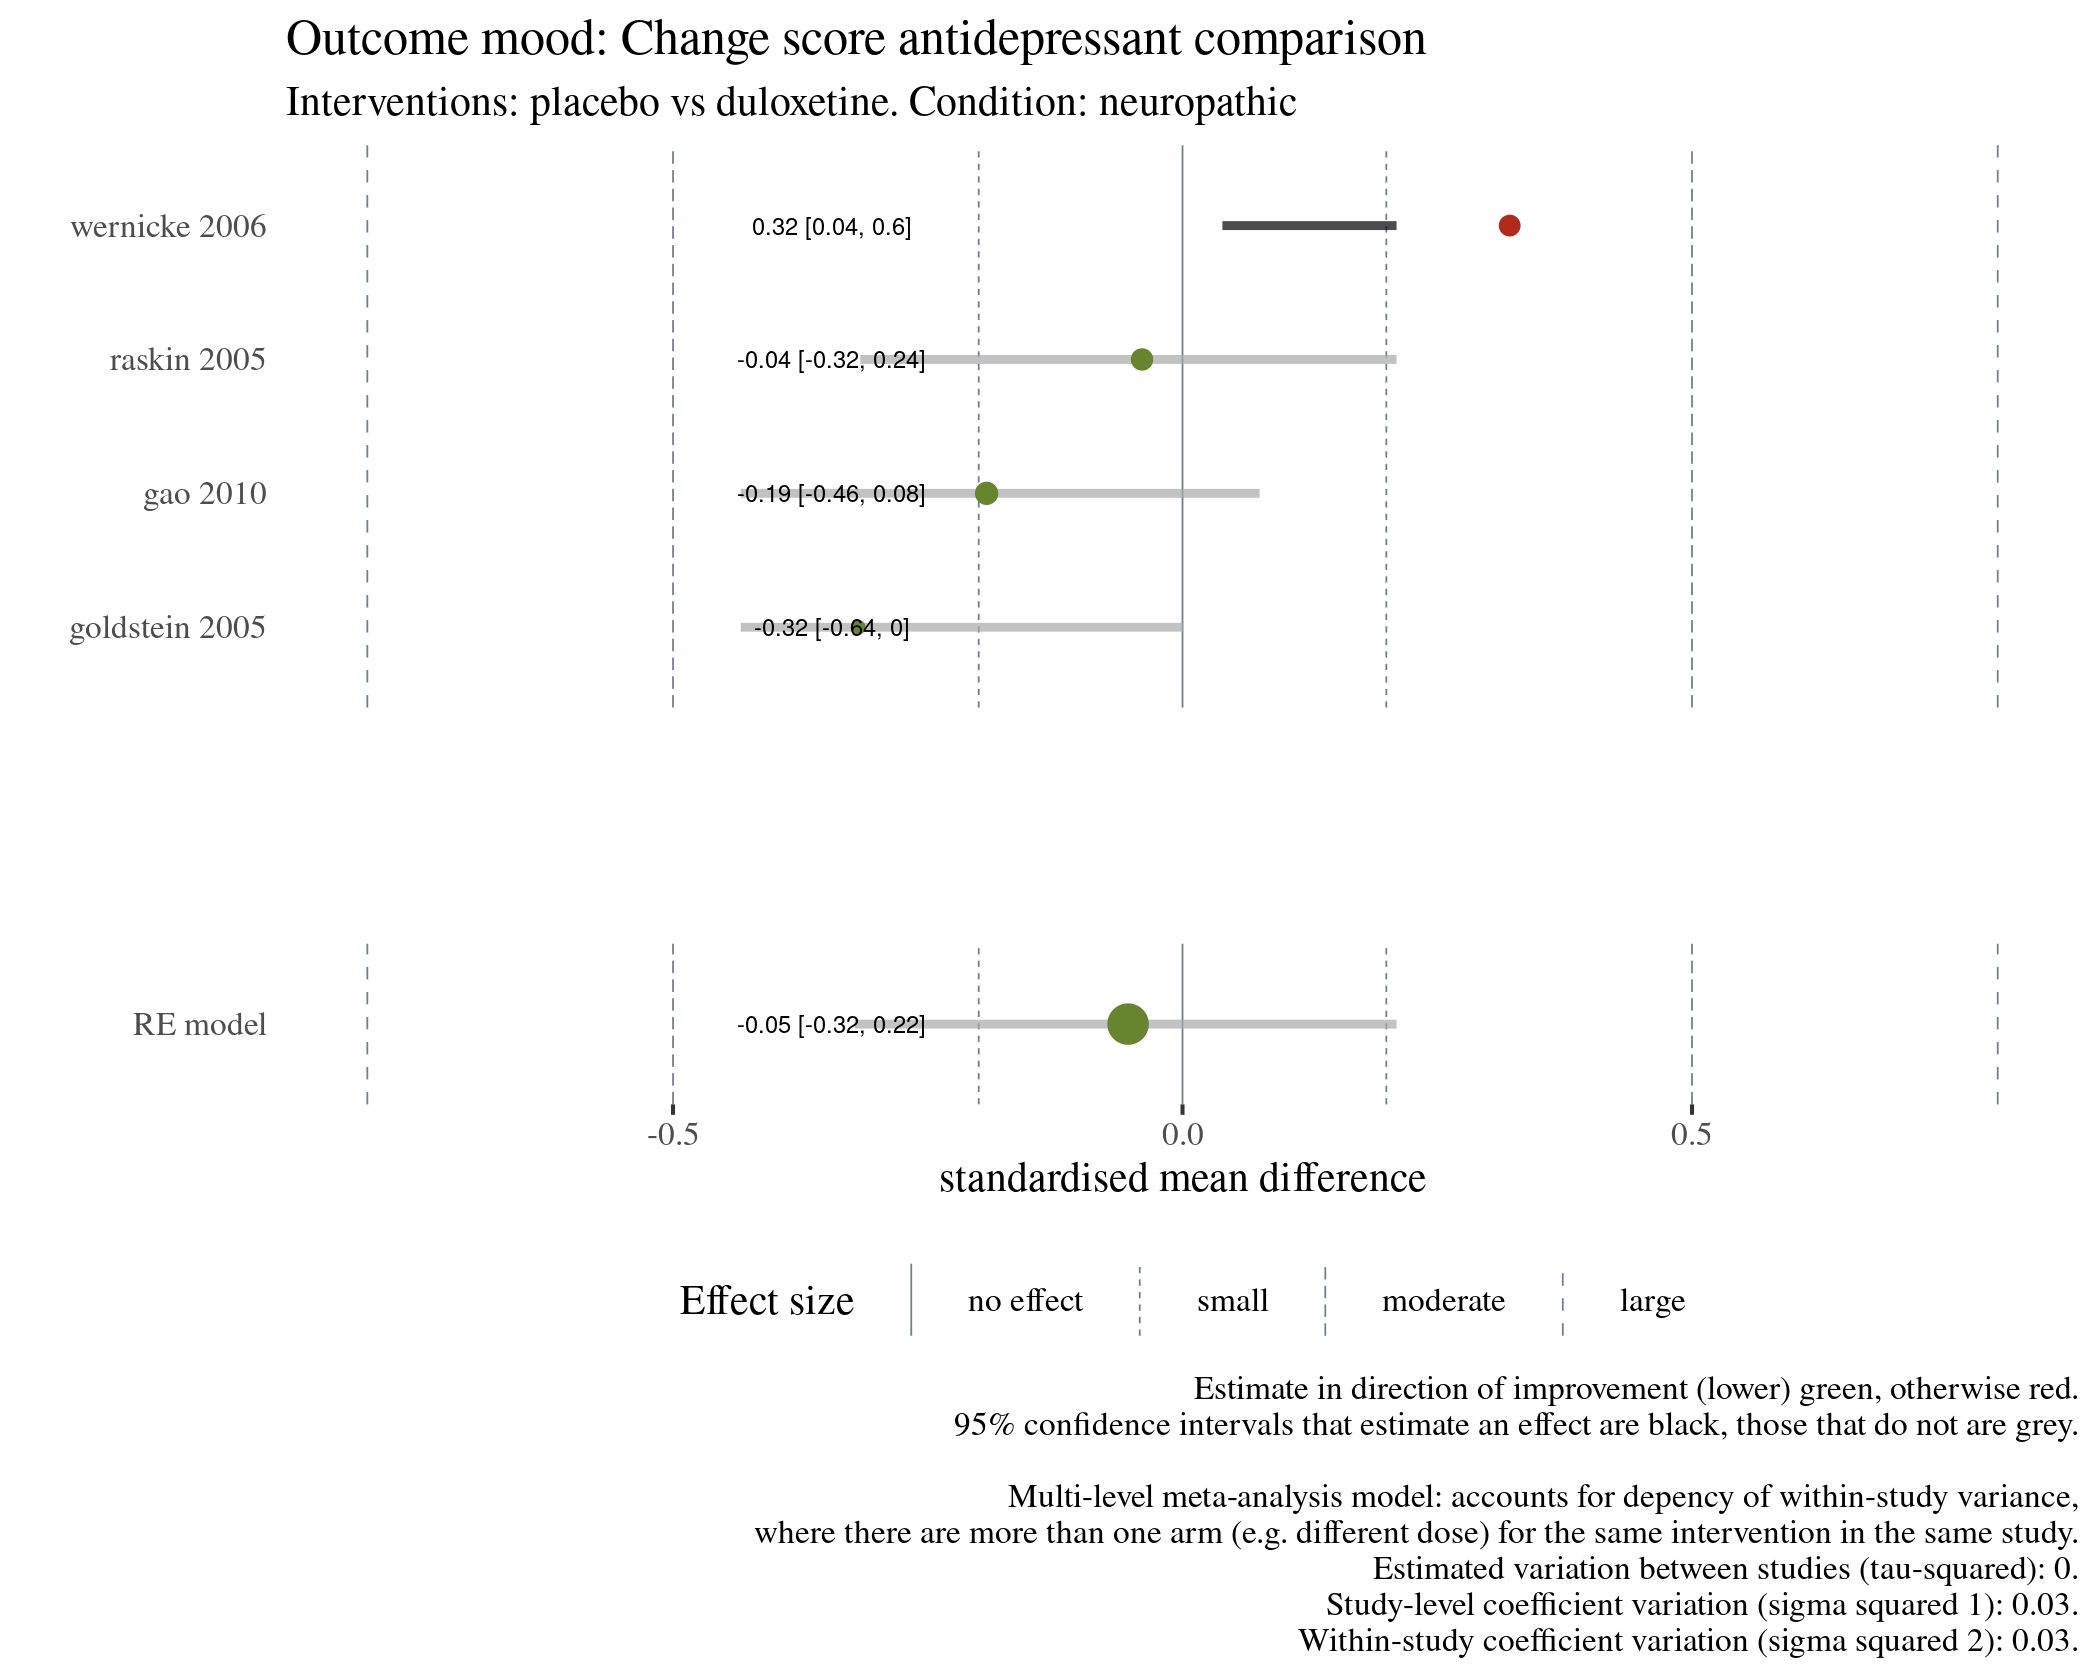 Outcome mood: Change score antidepressant comparison
Interventions: placebo vs duloxetine. Condition: neuropathic
wernicke 2006
0.32 [0.04, 0.6]
raskin 2005
-0.04 [-0.32, 0.24]
gao 2010
-0.19 [-0.46, 0.08]
goldstein 2005
-0.32 [-0.64, 0]
RE model
-0.05 [-0.32, 0.22]
-0.5 0.0 0.5
standardised mean difference
Effect size no effect small moderate large
Estimate in direction of improvement (lower) green, otherwise red.
95% confidence intervals that estimate an effect are black, those that do not are grey.
Multi-level meta-analysis model: accounts for depency of within-study variance,
where there are more than one arm (e.g. different dose) for the same intervention in the same study.
Estimated variation between studies (tau-squared): 0.
Study-level coefficient variation (sigma squared 1): 0.03.
Within-study coefficient variation (sigma squared 2): 0.03.